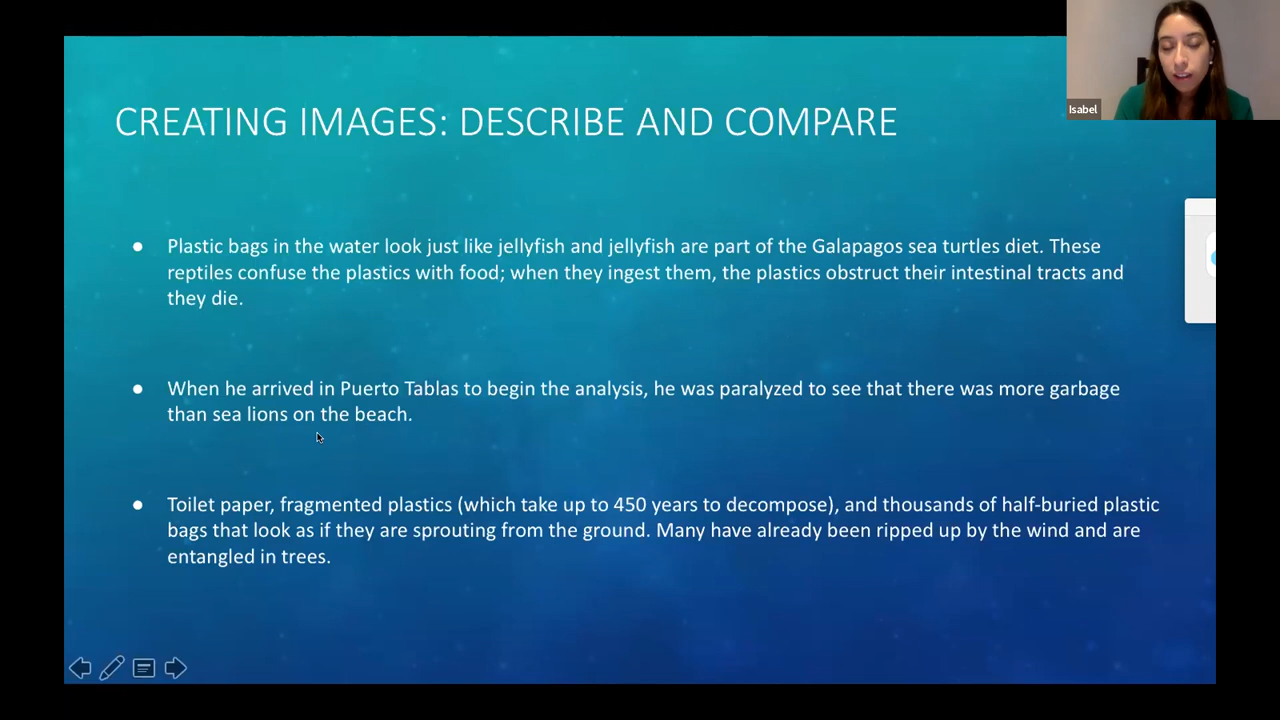 Isabel
CREATING IMAGES: DESCRIBE AND COMPARE
Plastic bags in the water look just like jellyfish and jellyfish are part of the Galapagos sea turtles diet. These
reptiles confuse the plastics with food; when they ingest them, the plastics obstruct their intestinal tracts and
they die.
When he arrived in Puerto Tablas to begin the analysis, he was paralyzed to see that there was more garbage
than sea lions on the beach.
Toilet paper, fragmented plastics (which take up to 450 years to decompose), and thousands of half-buried plastic
bags that look as if they are sprouting from the ground. Many have already been ripped up by the wind and are
entangled in trees.